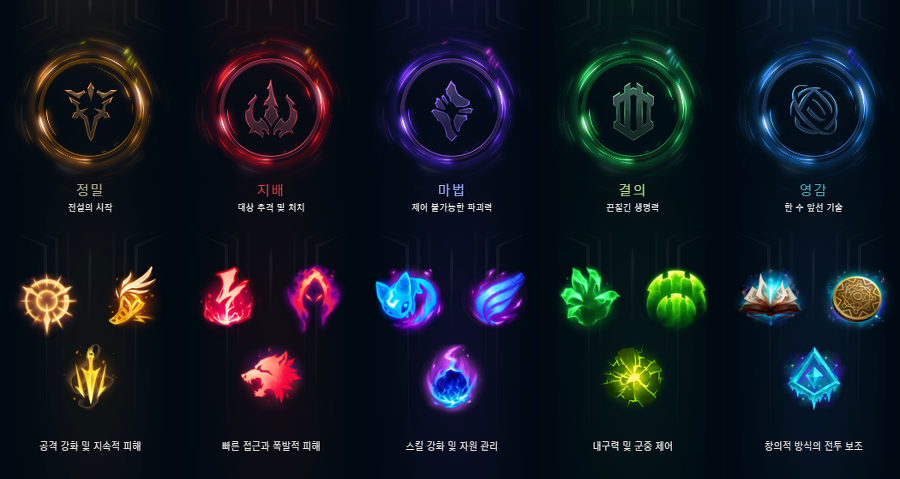 정밀
전설의 시작
지배
대상 추격 및 처치
마법
제어 불가능한 파괴력
결의
끈질긴 생명력
영감
한 수 앞선 기술
공격 강화 및 지속적 피해
빠른 접근과 폭발적 피해
스킬 강화 및 자원 관리
내구력 및 군중 제어
창의적 방식의 전투 보조